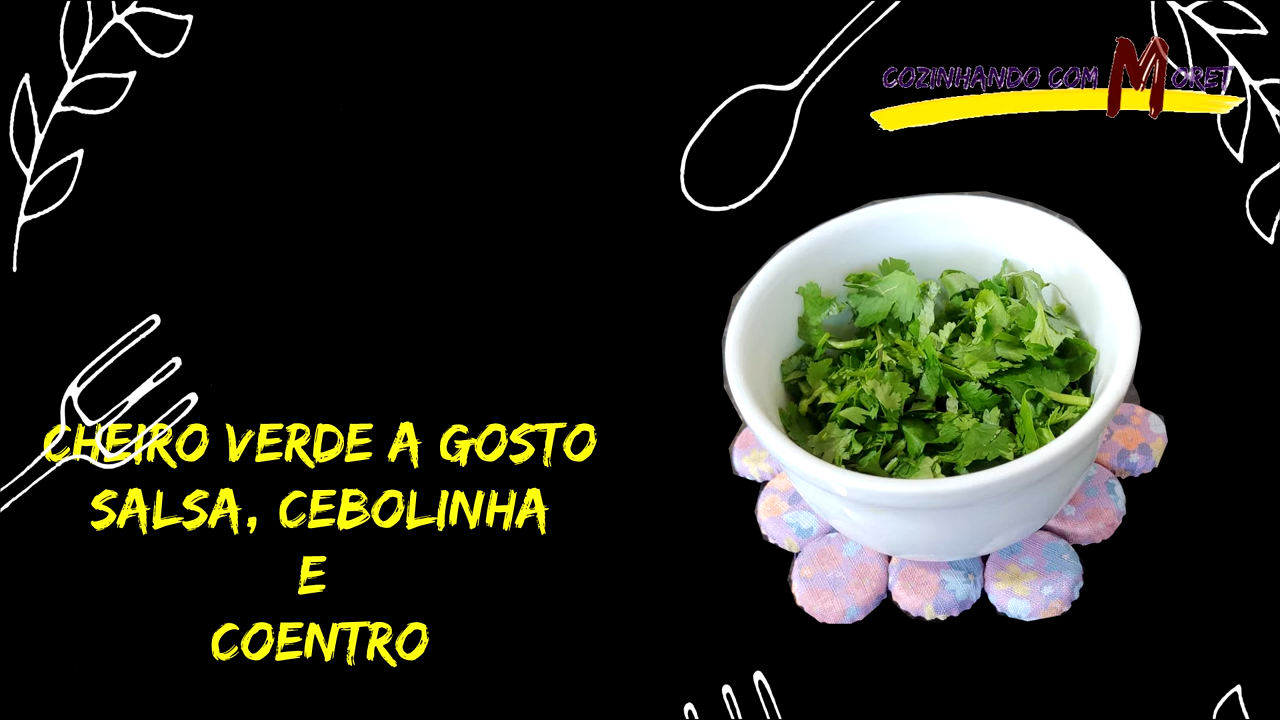 COZINHANDO COM MORET
CHEIRO VERDE A GOSTO
SALSA, CEBOLINHA
E
COENTRO